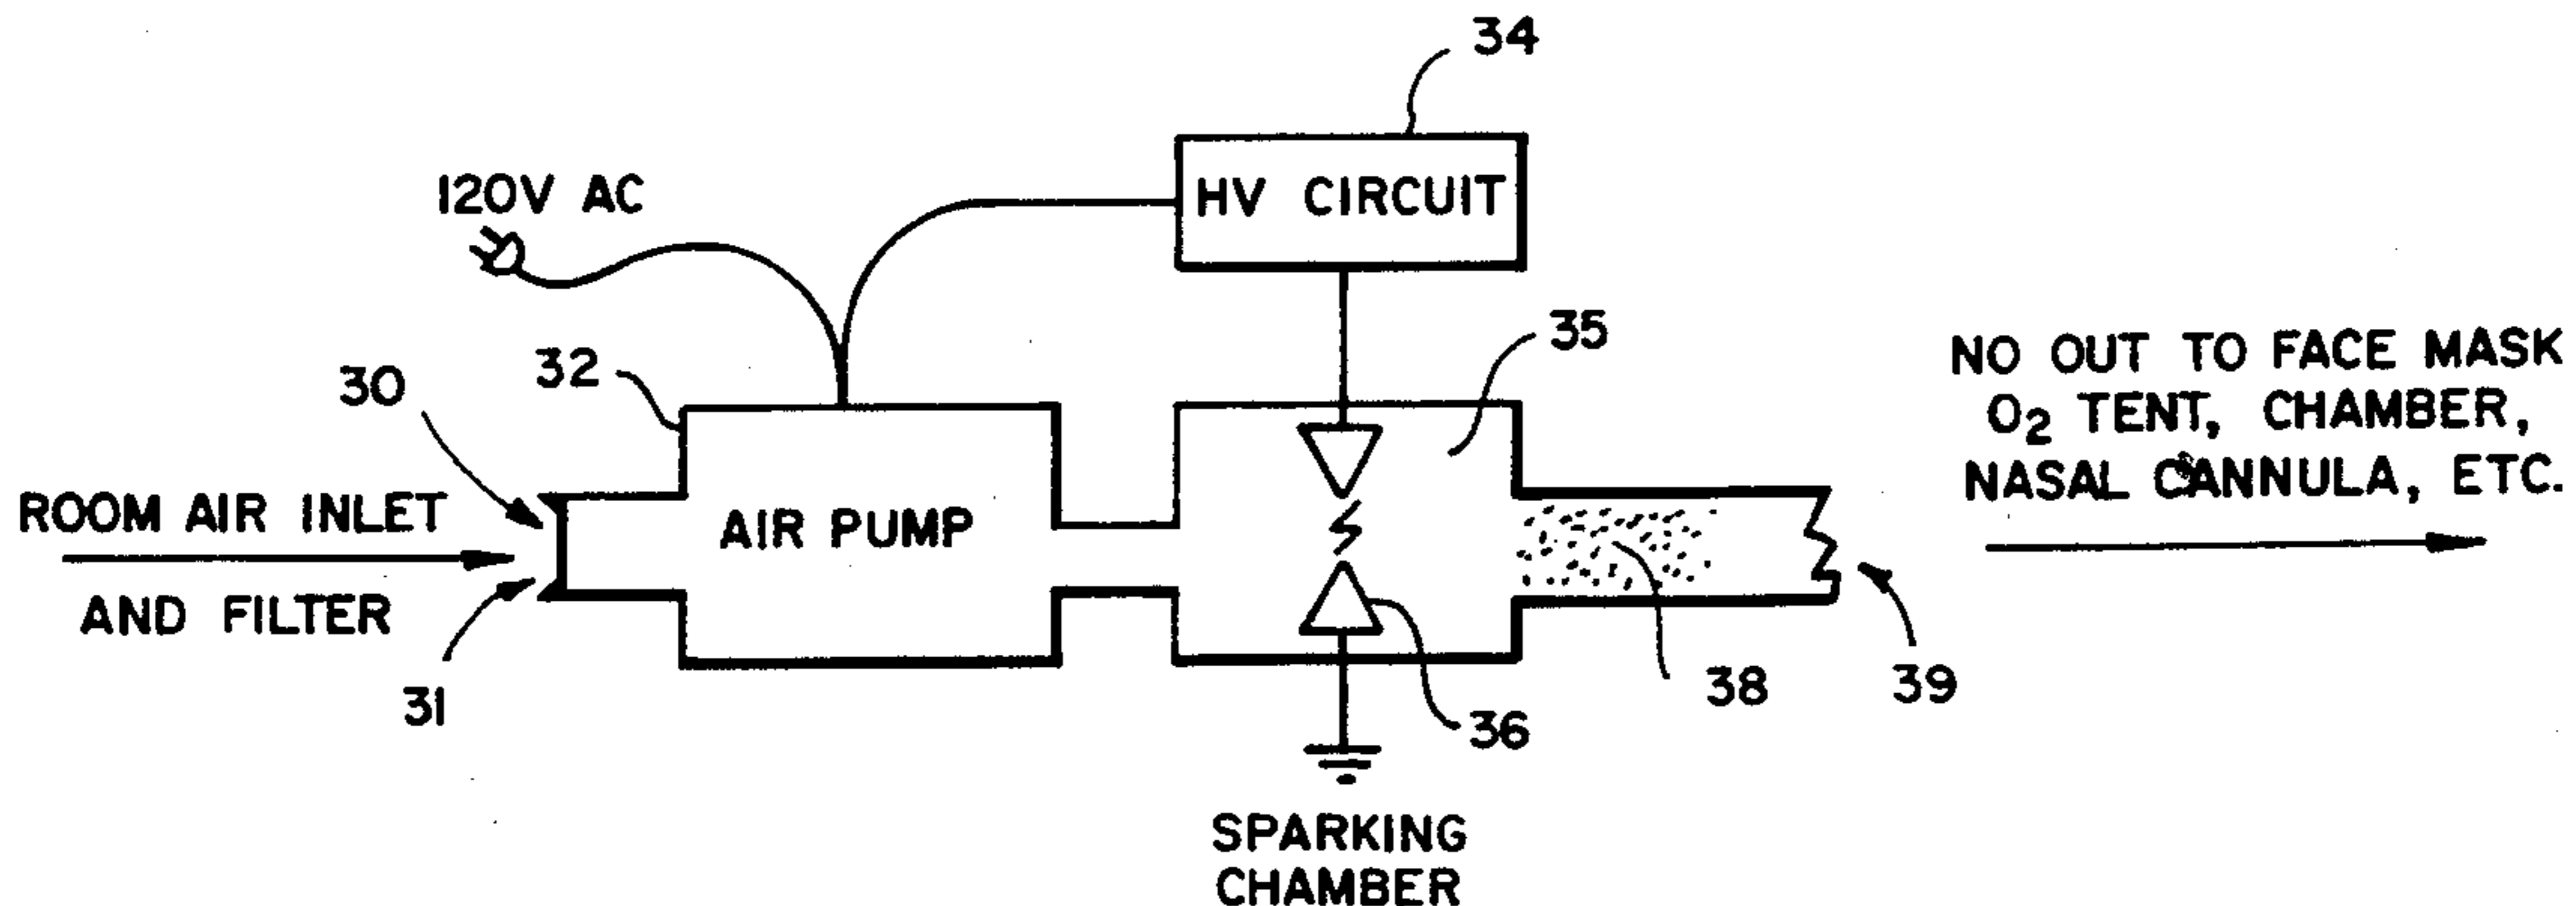 34
HV CIRCUIT
120V AC
35
32
30
NO OUT TO FACE MASK
O2 TENT, CHAMBER,
NASAL CANNULA, ETC.
ROOM AIR INLET
AIR PUMP
AND FILTER
31
38
39
36
SPARKING
CHAMBER